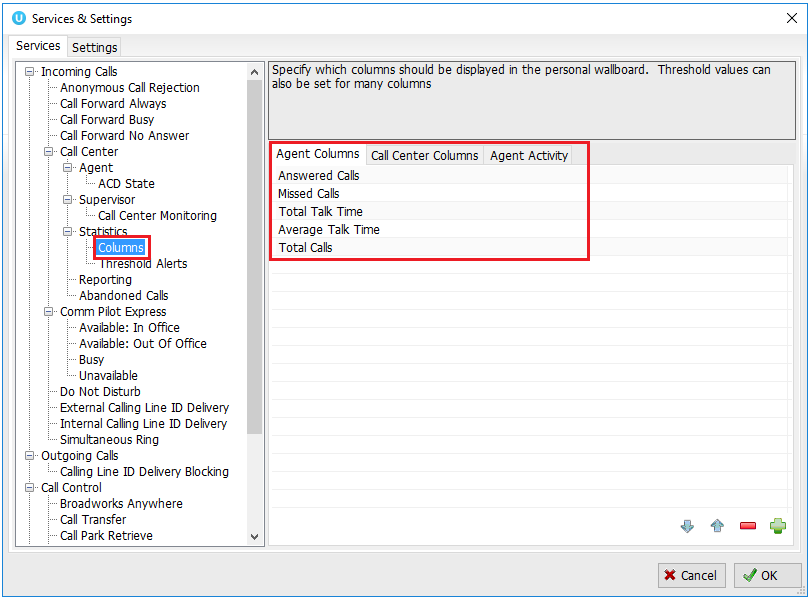 U Services & Settings
Services Settings
Incoming Calls
Anonymous Call Rejection
Call Forward Always
Call Forward Busy
Call Forward No Answer
Call Center
Agent
ACD State
Supervisor
Call Center Monitoring
Statistics
Columns
Threshold Alerts
Reporting
Abandoned Calls
Comm Pilot Express
Available: In Office
Available: Out Of Office
Busy
Unavailable
Do Not Disturb
External Calling Line ID Delivery
Internal Calling Line ID Delivery
Simultaneous Ring
Outgoing Calls
Calling Line ID Delivery Blocking
Call Control
Broadworks Anywhere
Call Transfer
Call Park Retrieve
Specify which columns should be displayed in the personal wallboard. Threshold values can
also be set for many columns
Agent Columns Call Center Columns Agent Activity
Answered Calls
Missed Calls
Total Talk Time
Average Talk Time
Total Calls
Cancel OK